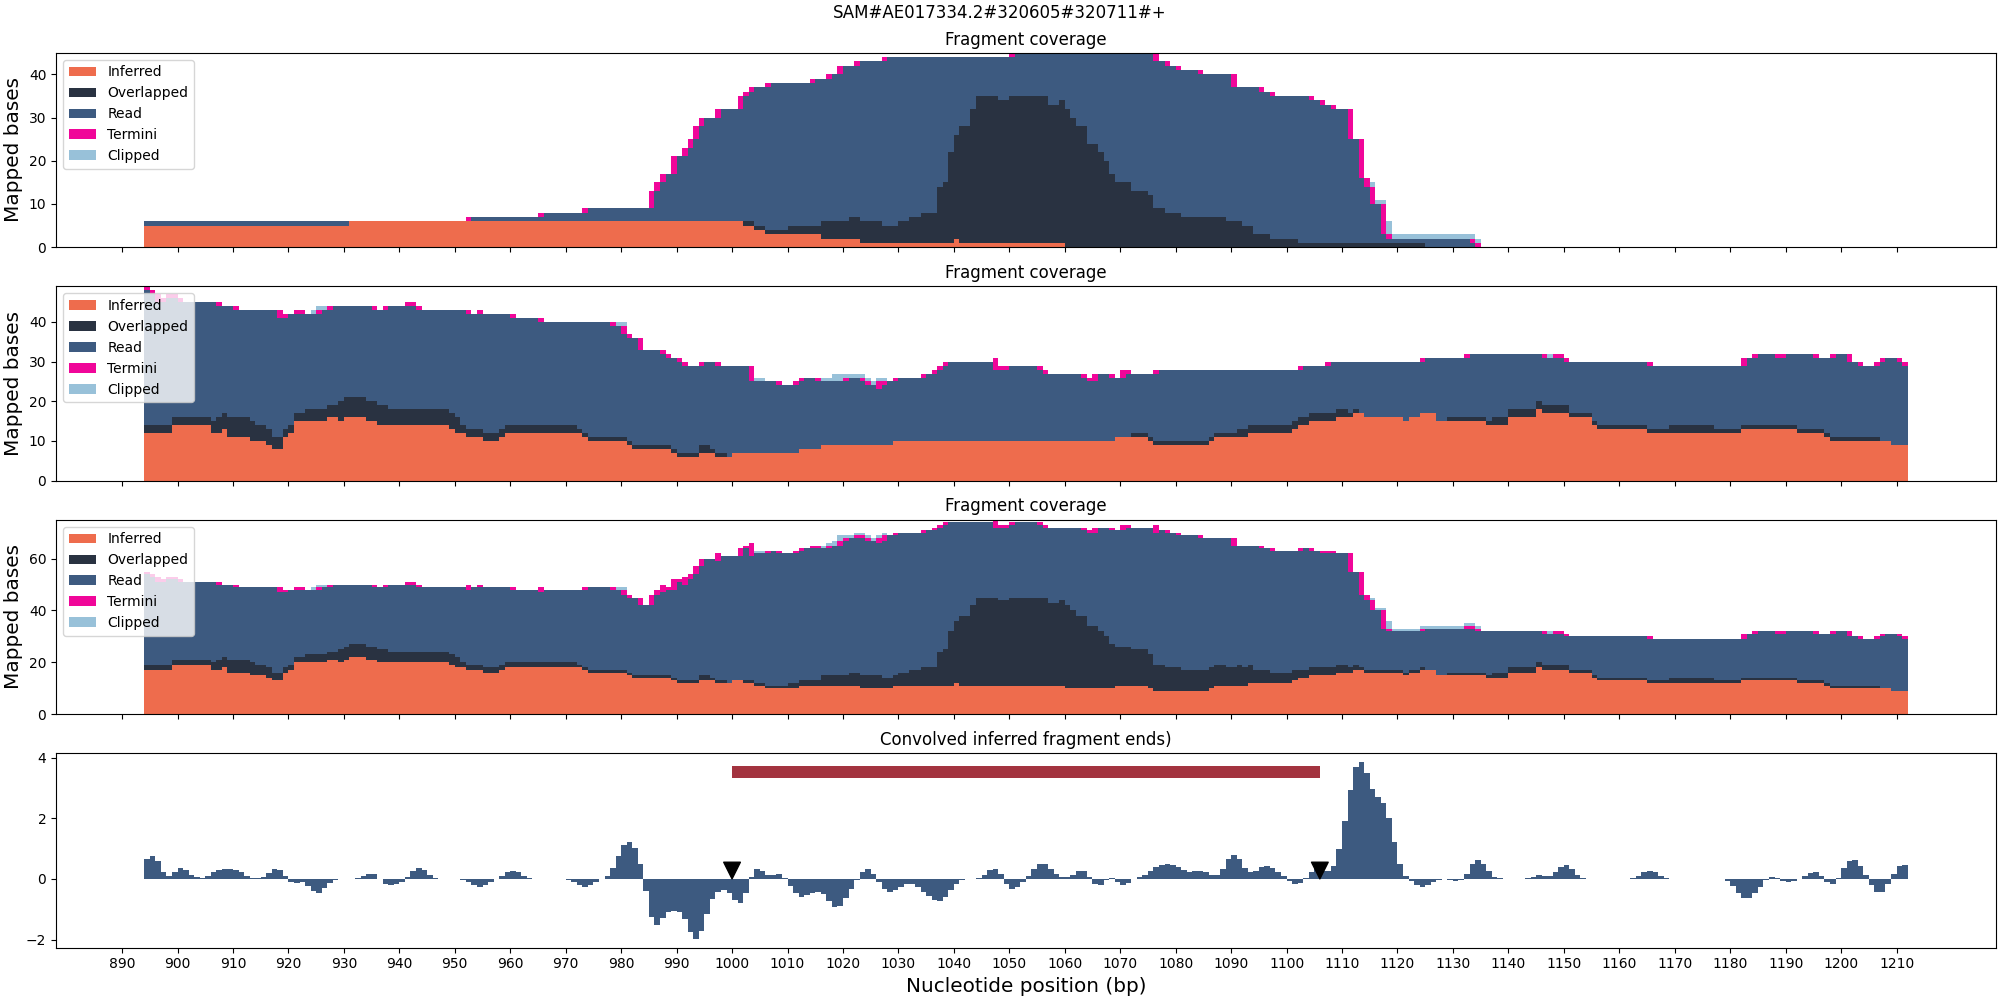 SAM#AE017334.2#320605#320711#+
Fragment coverage
Mapped bases
40
30
20
10
0
Inferred
Overlapped
Read
Termini
Clipped
Fragment coverage
Mapped bases
40
30
20
10
0
Inferred
Overlapped
Read
Termini
Clipped
Fragment coverage
Mapped bases
60
40
20
0
Inferred
Overlapped
Read
Termini
Clipped
Convolved inferred fragment ends)
4
2
0
−2
890 900 910 920 930 940 950 960 970 980 990 1000 1010 1020 1030 1040 1050 1060 1070 1080 1090 1100 1110 1120 1130 1140 1150 1160 1170 1180 1190 1200 1210
Nucleotide position (bp)